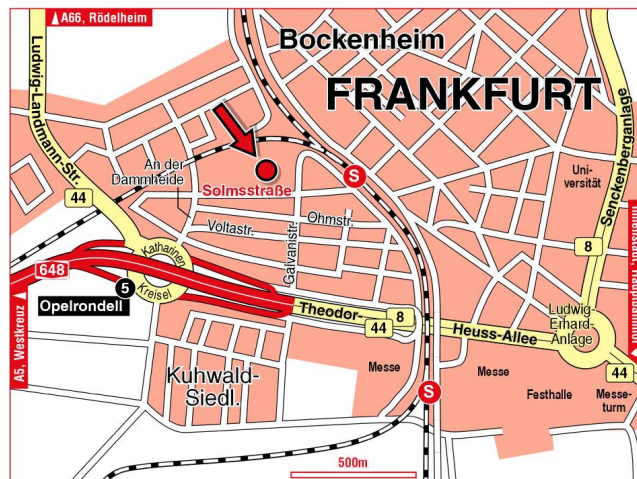 A66, Rödelheim
Bockenheim
FRANKFURT
Ludwig-Landmann-Str.
Senckenberganlage
An der
Dammheide
Solmsstraße
S
Uni-
versität
44
Voltastr.
Ohmstr.
Galvanistr.
8
648
Katharinen
Kreisel
5
Opelrondell
A5, Westkreuz
Theodor-
8
44
Heuss-Allee
Ludwig-
Erhard-
Anlage
Kuhwald-
Siedl.
Messe
S
Messe
Festhalle
44
Messe-
turm
500m